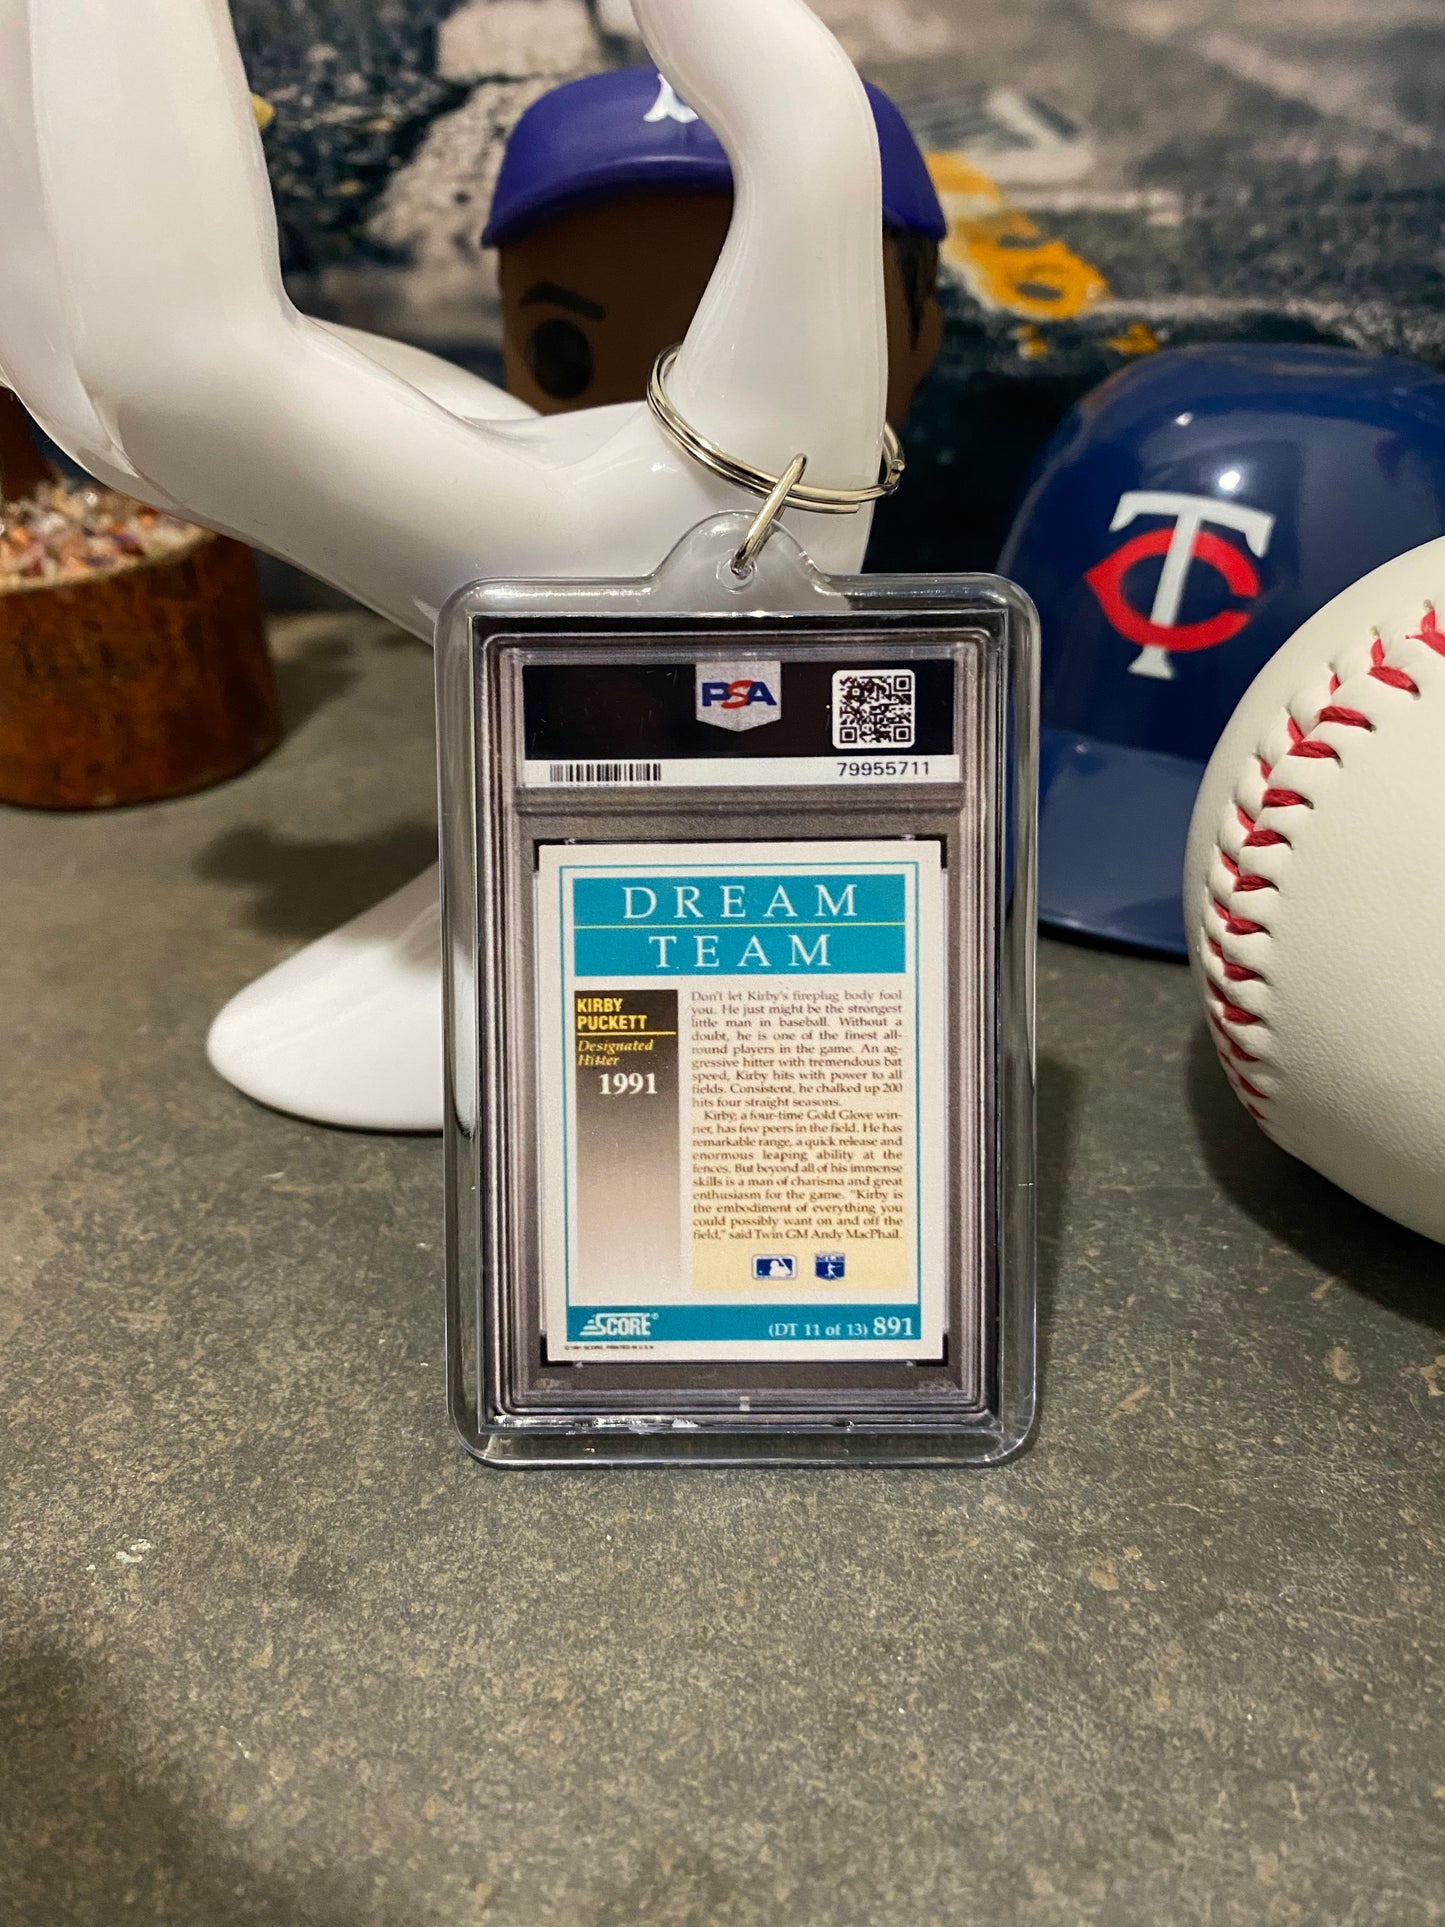 TC
PSA
79955711
DREAM
TEAM
KIRBY
PUCKETT
Designated
Hitter
1991
Don't let Kirby's fireplug body fool
you. He just might be the strongest
little man in baseball. Without a
doubt, he is one of the finest all-
round players in the game. An ag-
gressive hitter with tremendous bat
speed, Kirby hits with power to all
fields. Consistent, he chalked up 200
hits four straight seasons.
Kirby, a four-time Gold Glove win-
ner, has few peers in the field. He has
remarkable range, a quick release and
enormous leaping ability at the
fences. But beyond all of his immense
skills is a man of charisma and great
enthusiasm for the game. "Kirby is
the embodiment of everything you
could possibly want on and off the
field," said Twin GM Andy MacPhail.
SCORE®
(DT 11 of 13) 891
©1991 SCORE, PRINTED IN U.S.A.